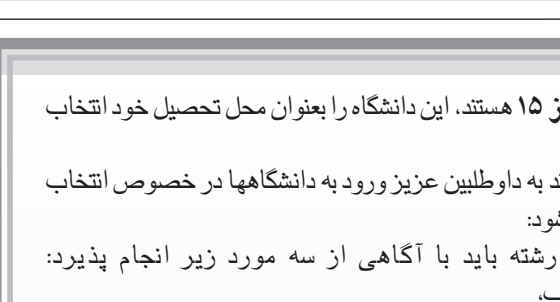 ز ۱۵ هستند، این دانشگاه را بعنوان محل تحصیل خود انتخاب
به داوطلبین عزیز ورود به دانشگاهها در خصوص انتخاب
شود:
رشته باید با آگاهی از سه مورد زیر انجام پذیرد: